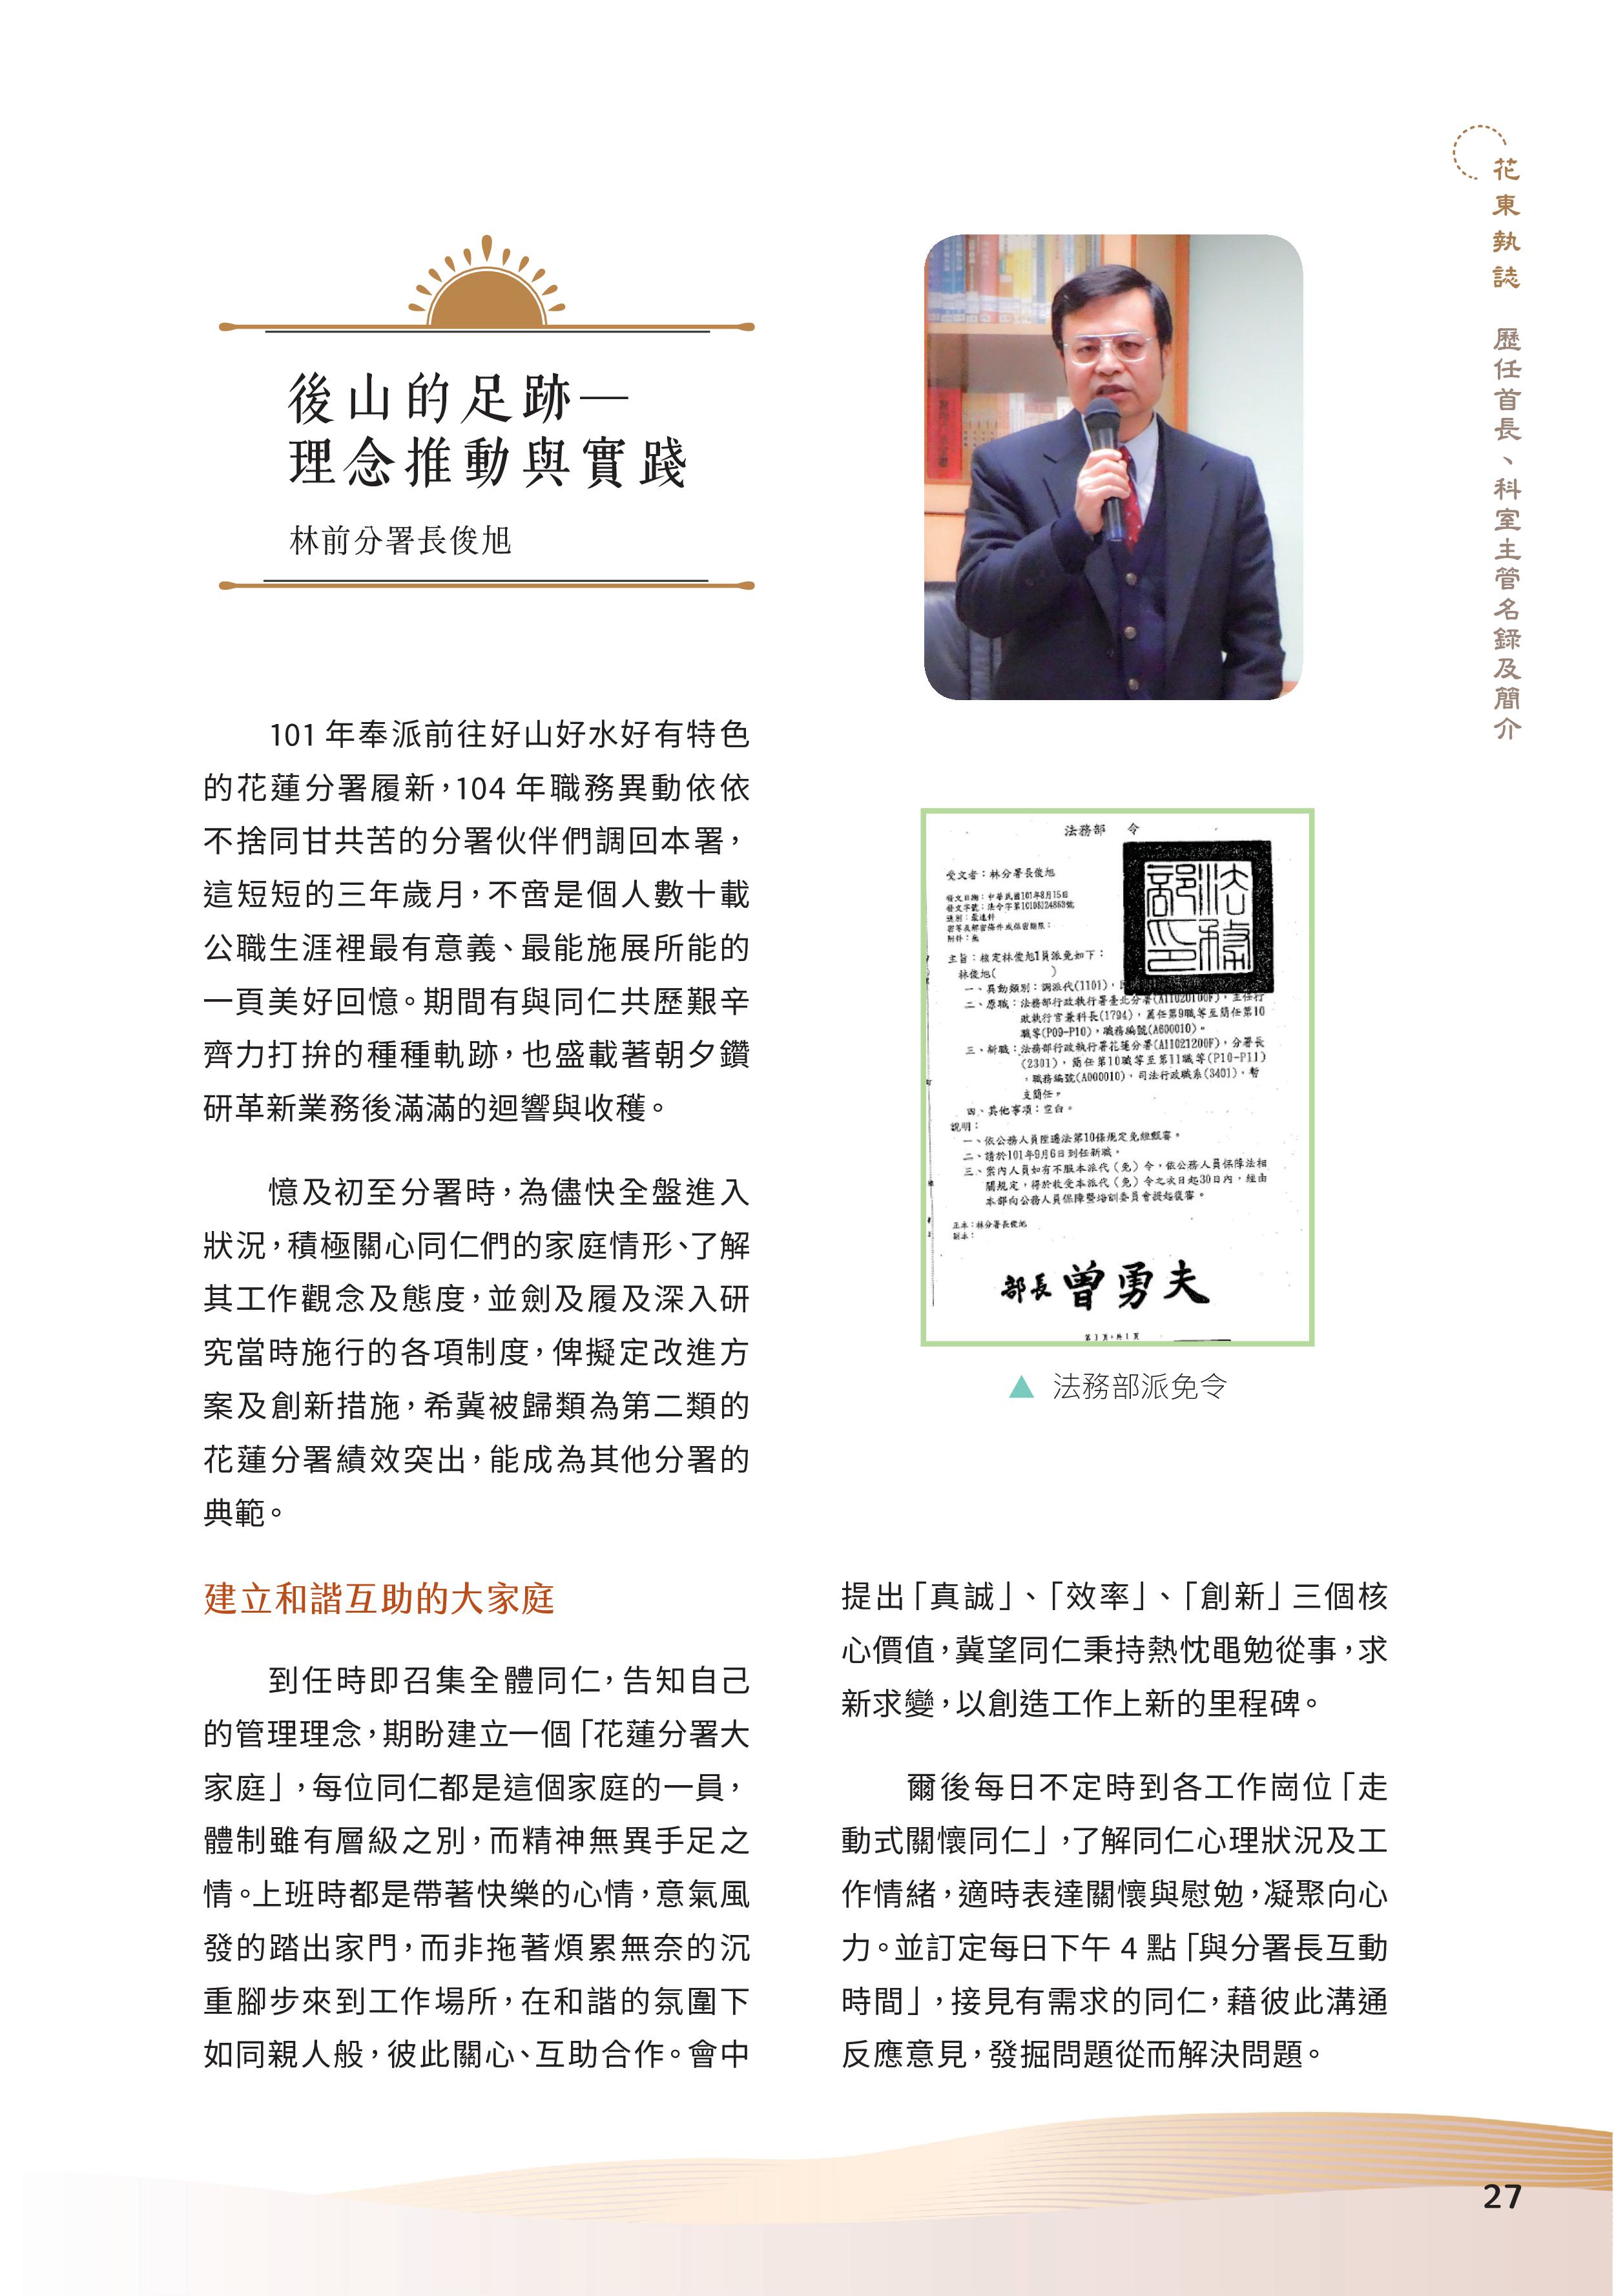 花東執誌 歷任首長、科室主管名錄及簡介
後山的足跡—
理念推動與實踐
林前分署長俊旭
101 年奉派前往好山好水好有特色
的花蓮分署履新，104 年職務異動依依
不捨同甘共苦的分署伙伴們調回本署，
這短短的三年歲月，不啻是個人數十載
公職生涯裡最有意義、最能施展所能的
一頁美好回憶。期間有與同仁共歷艱辛
齊力打拚的種種軌跡，也盛載著朝夕鑽
研革新業務後滿滿的迴響與收穫。
憶及初至分署時，為儘快全盤進入
狀況，積極關心同仁們的家庭情形、了解
其工作觀念及態度，並劍及履及深入研
究當時施行的各項制度，俾擬定改進方
案及創新措施，希冀被歸類為第二類的
花蓮分署績效突出，能成為其他分署的
典範。
建立和諧互助的大家庭
到任時即召集全體同仁，告知自己
的管理理念，期盼建立一個「花蓮分署大
家庭」，每位同仁都是這個家庭的一員，
體制雖有層級之別，而精神無異手足之
情。上班時都是帶著快樂的心情，意氣風
發的踏出家門，而非拖著煩累無奈的沉
重腳步來到工作場所，在和諧的氛圍下
如同親人般，彼此關心、互助合作。會中
法務部 令
受文者：林分署長俊旭
發文日期：中華民國101年8月15日
發文字號：法令字第10108124863號
速別：最速件
密等及解密條件或保密期限：
附件：無
主旨：核定林俊旭1員派免如下：
林俊旭( )
一、異動類別：調派代(1101)，
二、原職：法務部行政執行署臺北分署(A11020100F)，主任行
政執行官兼科長(1794)，薦任第9職等至簡任第10
職等(P09-P10)，職務編號(A600010)。
三、新職：法務部行政執行署花蓮分署(A11021200F)，分署長
(2301)，簡任第10職等至第11職等(P10-P11)
，職務編號(A000010)，司法行政職系(3401)，暫
支簡任。
四、其他事項：空白。
說明：
一、依公務人員陞遷法第10條規定免經甄審。
二、請於101年9月6日到任新職。
三、案內人員如有不服本派代（免）令，依公務人員保障法相
關規定，得於收受本派代（免）令之次日起30日內，經由
本部向公務人員保障暨培訓委員會提起復審。
正本：林分署長俊旭
副本：
部長 曾勇夫
第 1 頁，共 1 頁
▲ 法務部派免令
提出「真誠」、「效率」、「創新」三個核
心價值，冀望同仁秉持熱忱黽勉從事，求
新求變，以創造工作上新的里程碑。
爾後每日不定時到各工作崗位「走
動式關懷同仁」，了解同仁心理狀況及工
作情緒，適時表達關懷與慰勉，凝聚向心
力。並訂定每日下午 4 點「與分署長互動
時間」，接見有需求的同仁，藉彼此溝通
反應意見，發掘問題從而解決問題。
27